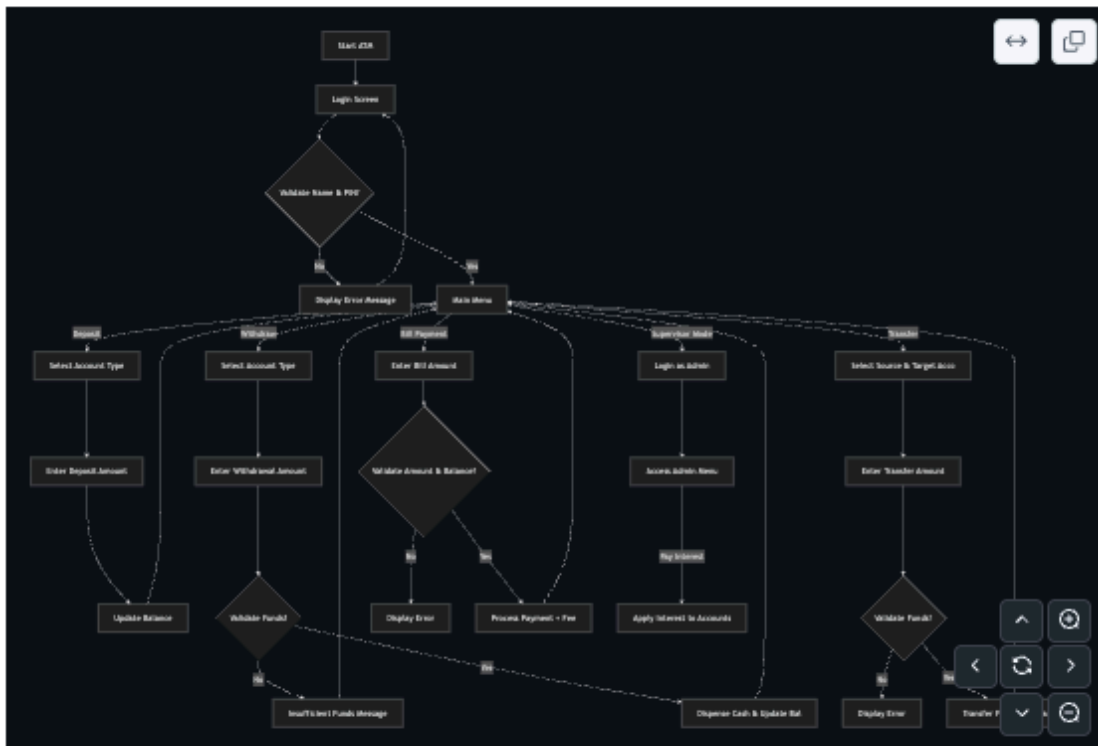 Start ATM
Login Screen
Validate Name & PIN?
No
Yes
Display Error Message
Main Menu
Deposit
Withdraw
Bill Payment
Supervisor Mode
Transfer
Select Account Type
Select Account Type
Enter Bill Amount
Login as Admin
Select Source & Target Acco
Enter Deposit Amount
Enter Withdrawal Amount
Validate Amount & Balance?
Access Admin Menu
Enter Transfer Amount
No
Yes
Pay Interest
Update Balance
Validate Funds?
Display Error
Process Payment + Fee
Apply Interest to Accounts
Validate Funds?
No
Yes
No
Insufficient Funds Message
Dispense Cash & Update Bal
Display Error
Transfer